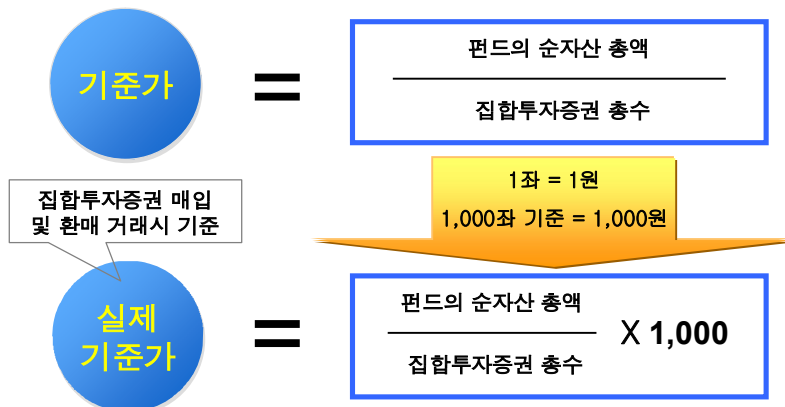 기준가
=
펀드의 순자산 총액
집합투자증권 총수
1좌 = 1원
1,000좌 기준 = 1,000원
집합투자증권 매입
및 환매 거래시 기준
실제
기준가
=
펀드의 순자산 총액
집합투자증권 총수
X 1,000